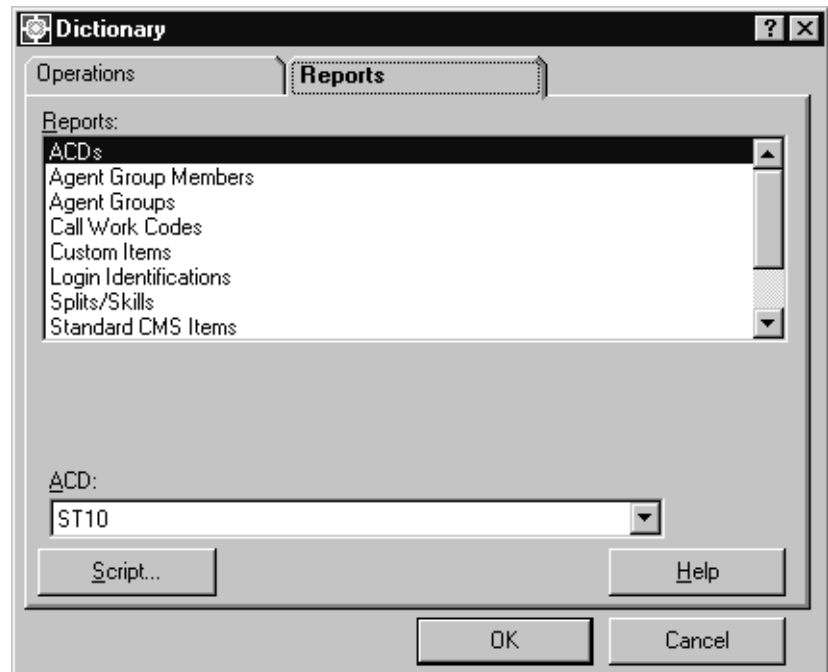 Dictionary
Operations
Reports
Reports:
ACDs
Agent Group Members
Agent Groups
Call Work Codes
Custom Items
Login Identifications
Splits/Skills
Standard CMS Items
ACD:
ST10
Script...
Help
OK
Cancel